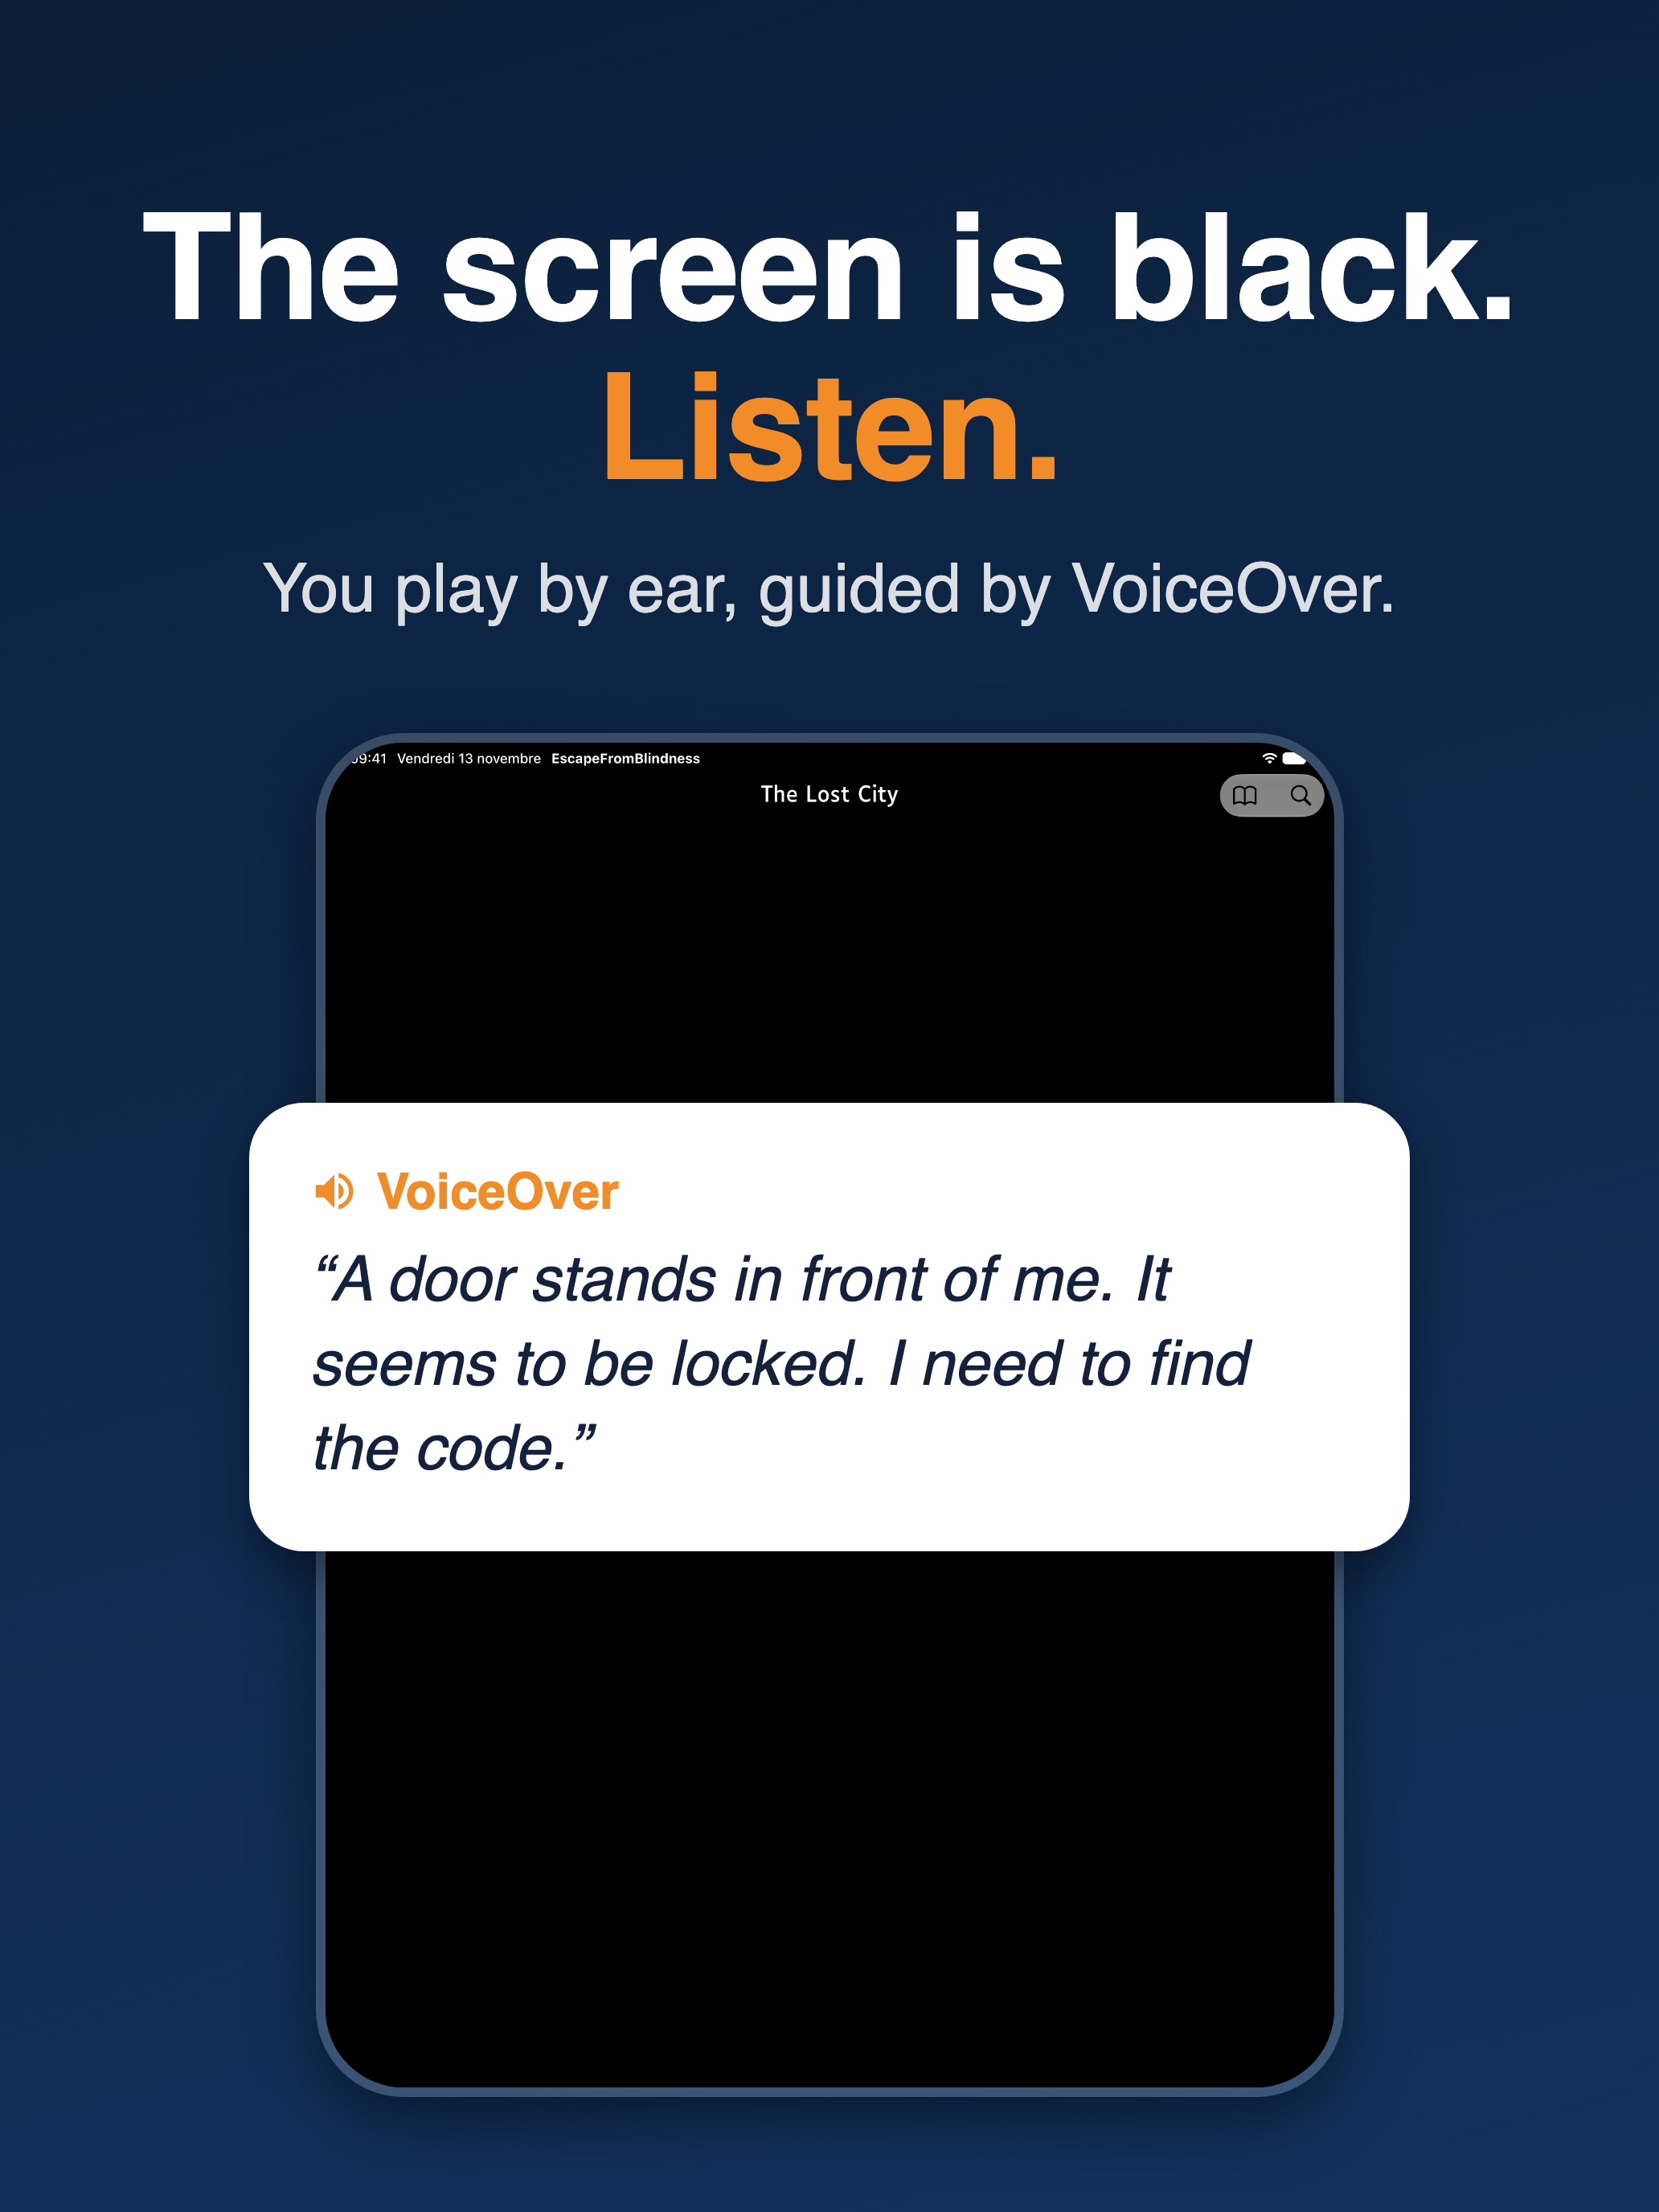 The screen is black.
Listen.
You play by ear, guided by VoiceOver.
09:41 Vendredi 13 novembre EscapeFromBlindness
The Lost City
VoiceOver
“A door stands in front of me. It
seems to be locked. I need to find
the code.”